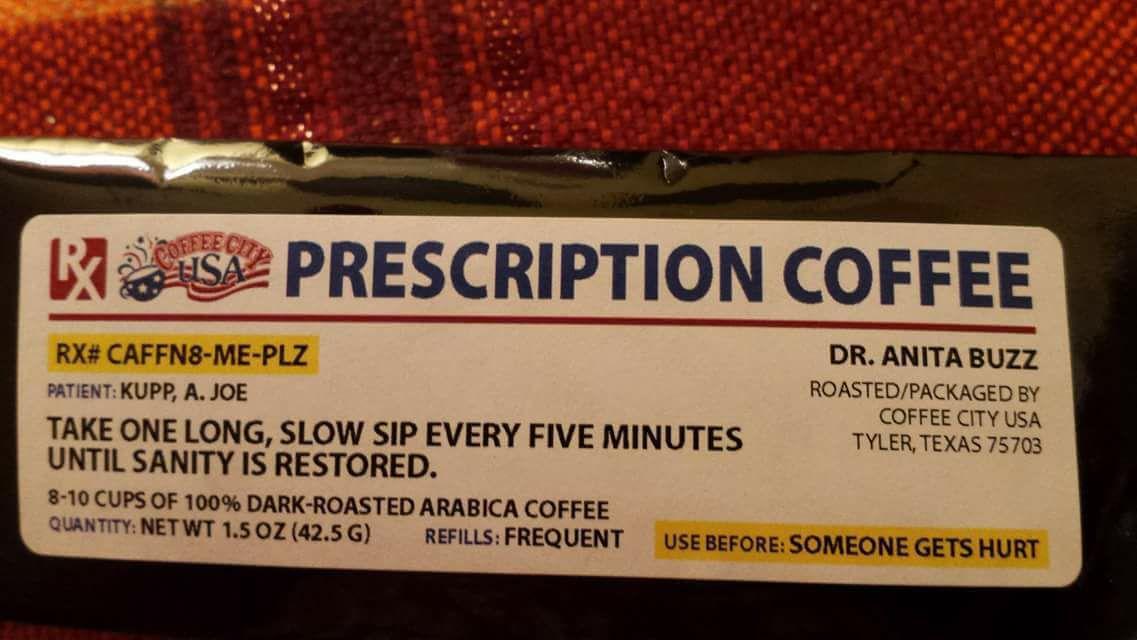 RX COFFEE CITY USA PRESCRIPTION COFFEE
RX# CAFFN8-ME-PLZ
PATIENT: KUPP, A. JOE
TAKE ONE LONG, SLOW SIP EVERY FIVE MINUTES
UNTIL SANITY IS RESTORED.
8-10 CUPS OF 100% DARK-ROASTED ARABICA COFFEE
QUANTITY: NET WT 1.5 OZ (42.5 G) REFILLS: FREQUENT
DR. ANITA BUZZ
ROASTED/PACKAGED BY
COFFEE CITY USA
TYLER, TEXAS 75703
USE BEFORE: SOMEONE GETS HURT